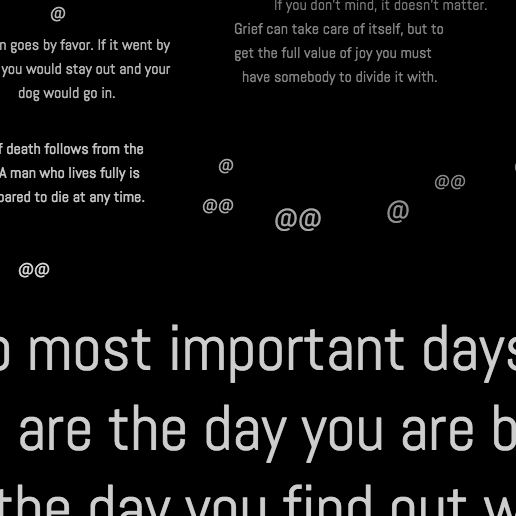 @
n goes by favor. If it went by
you would stay out and your
dog would go in.
If you don't mind, it doesn't matter.
Grief can take care of itself, but to
get the full value of joy you must
have somebody to divide it with.
f death follows from the
A man who lives fully is
pared to die at any time.
@
@@
@@
@@
@
@@
o most important days
are the day you are b
the day you find out w